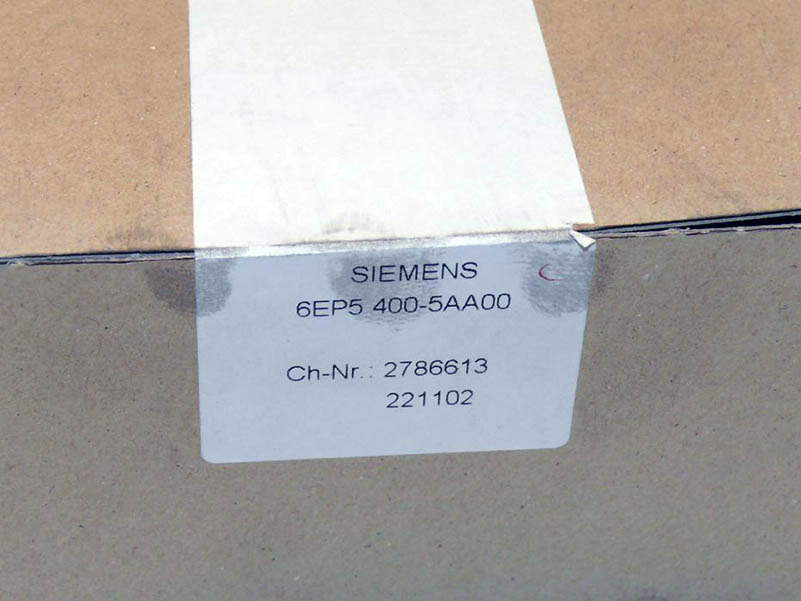 SIEMENS
6EP5 400-5AA00
Ch-Nr.: 2786613
221102